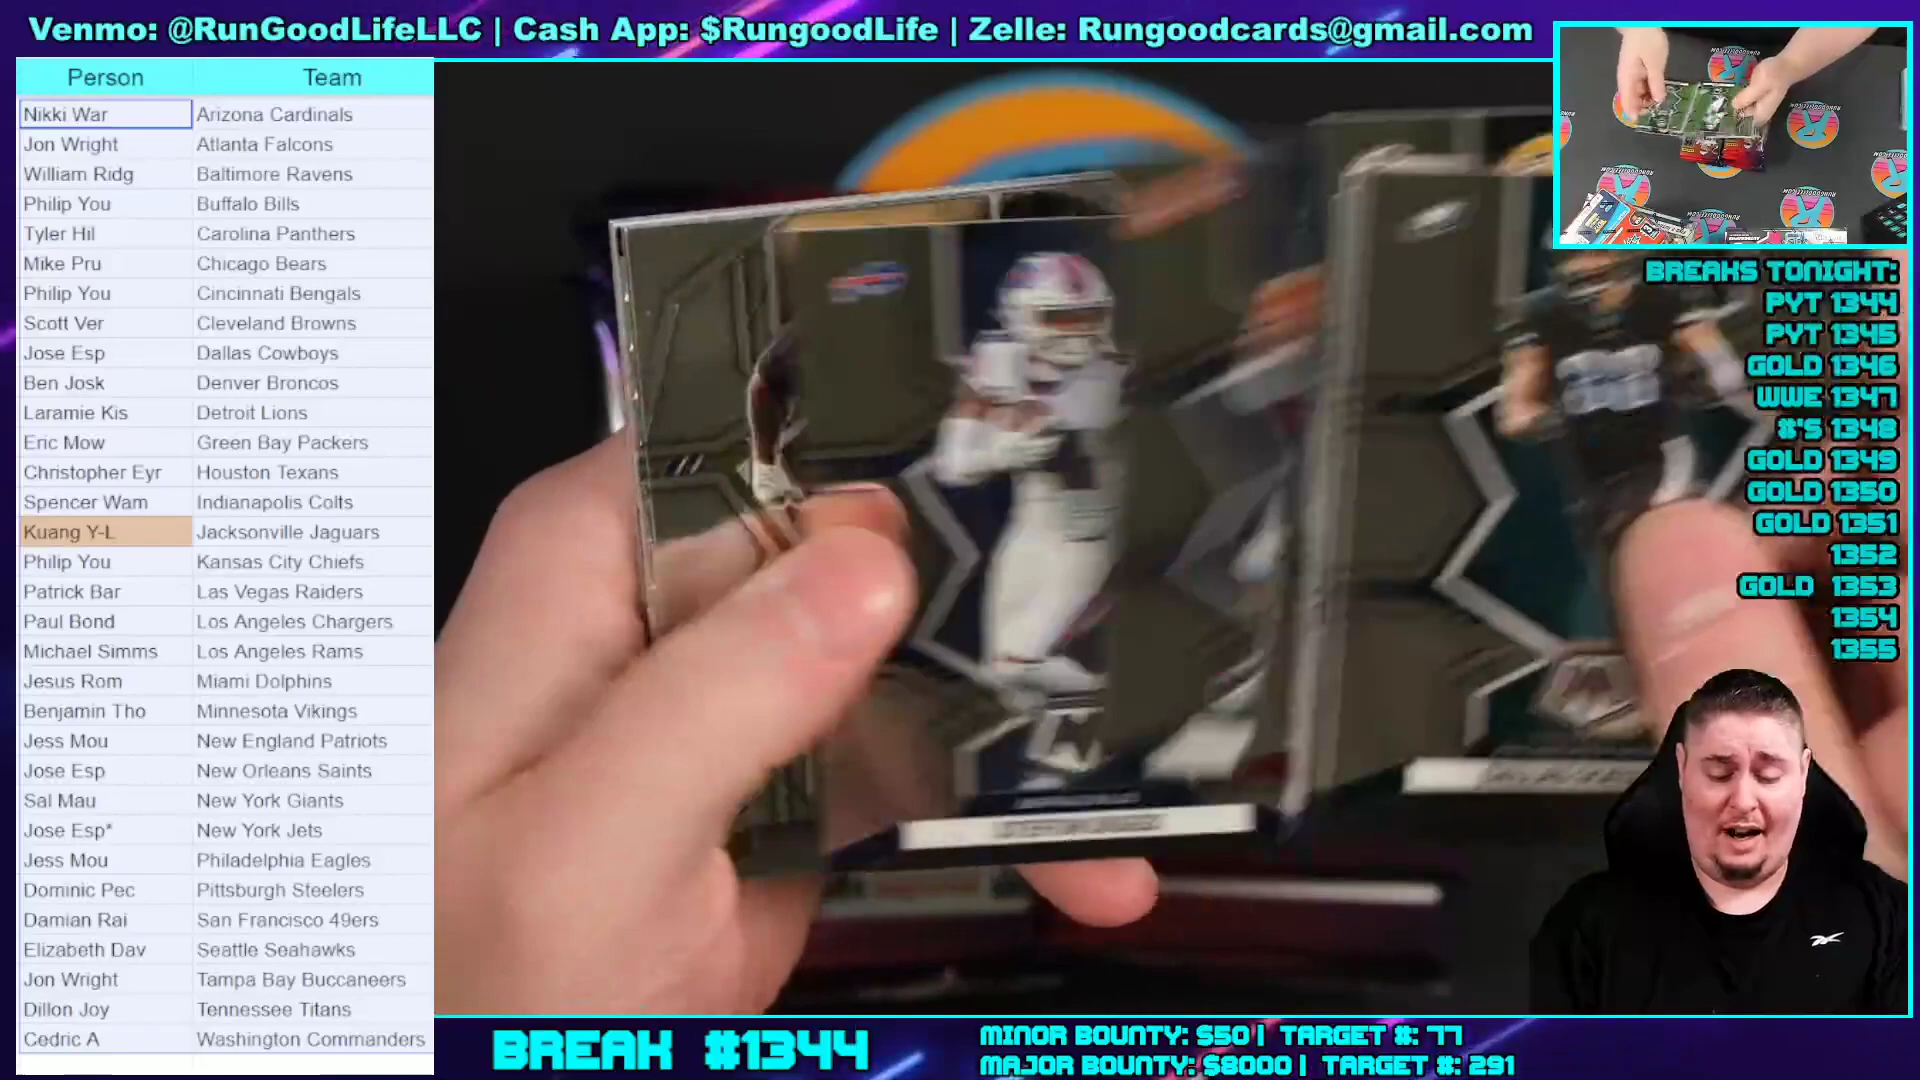 Venmo: @RunGoodLifeLLC | Cash App: $RungoodLife | Zelle: Rungoodcards@gmail.com
Person Team
Nikki War Arizona Cardinals
Jon Wright Atlanta Falcons
William Ridg Baltimore Ravens
Philip You Buffalo Bills
Tyler Hil Carolina Panthers
Mike Pru Chicago Bears
Philip You Cincinnati Bengals
Scott Ver Cleveland Browns
Jose Esp Dallas Cowboys
Ben Josk Denver Broncos
Laramie Kis Detroit Lions
Eric Mow Green Bay Packers
Christopher Eyr Houston Texans
Spencer Wam Indianapolis Colts
Kuang Y-L Jacksonville Jaguars
Philip You Kansas City Chiefs
Patrick Bar Las Vegas Raiders
Paul Bond Los Angeles Chargers
Michael Simms Los Angeles Rams
Jesus Rom Miami Dolphins
Benjamin Tho Minnesota Vikings
Jess Mou New England Patriots
Jose Esp New Orleans Saints
Sal Mau New York Giants
Jose Esp* New York Jets
Jess Mou Philadelphia Eagles
Dominic Pec Pittsburgh Steelers
Damian Rai San Francisco 49ers
Elizabeth Dav Seattle Seahawks
Jon Wright Tampa Bay Buccaneers
Dillon Joy Tennessee Titans
Cedric A Washington Commanders
BREAKS TONIGHT:
PYT 1344
PYT 1345
GOLD 1346
WWE 1347
#'S 1348
GOLD 1349
GOLD 1350
GOLD 1351
1352
GOLD 1353
1354
1355
BREAK #1344
MINOR BOUNTY: $50 | TARGET #: 77
MAJOR BOUNTY: $8000 | TARGET #: 291